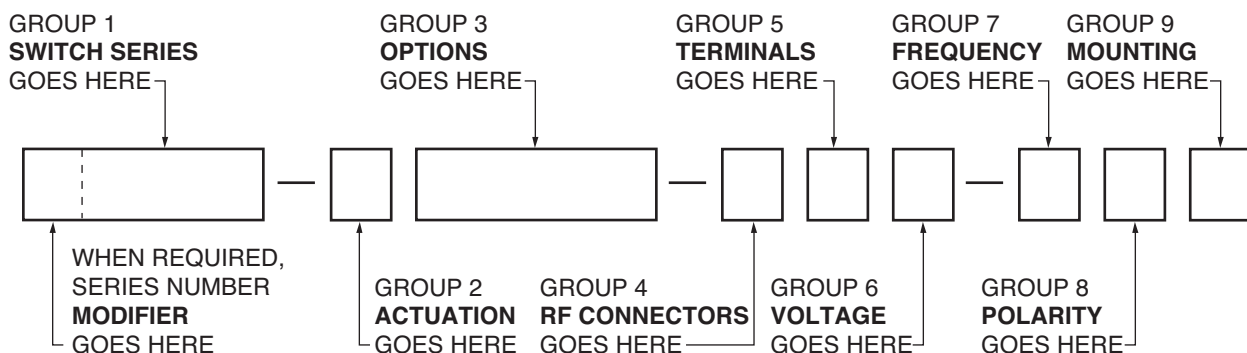 GROUP 1
SWITCH SERIES
GOES HERE
GROUP 3
OPTIONS
GOES HERE
GROUP 5
TERMINALS
GOES HERE
GROUP 7
FREQUENCY
GOES HERE
GROUP 9
MOUNTING
GOES HERE
WHEN REQUIRED,
SERIES NUMBER
MODIFIER
GOES HERE
GROUP 2
ACTUATION
GOES HERE
GROUP 4
RF CONNECTORS
GOES HERE
GROUP 6
VOLTAGE
GOES HERE
GROUP 8
POLARITY
GOES HERE